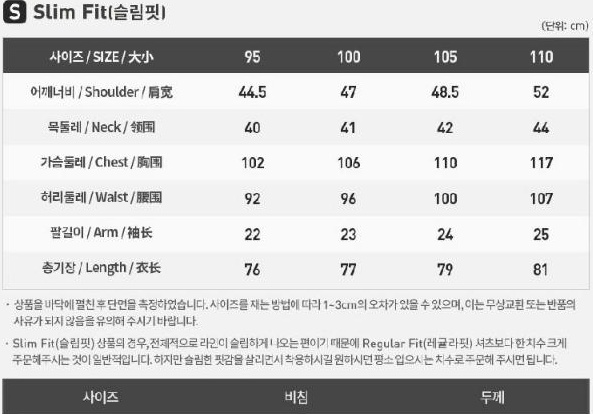 S Slim Fit(슬림핏)
(단위: cm)
사이즈 / SIZE / 大小 95 100 105 110
어깨너비 / Shoulder / 肩宽 44.5 47 48.5 52
목둘레 / Neck / 领围 40 41 42 44
가슴둘레 / Chest / 胸围 102 106 110 117
허리둘레 / Waist / 腰围 92 96 100 107
팔길이 / Arm / 袖长 22 23 24 25
총기장 / Length / 衣长 76 77 79 81
· 상품을 바닥에 펼친 후 단면을 측정하였습니다. 사이즈를 재는 방법에 따라 1~3cm의 오차가 있을 수 있으며, 이는 무상교환 또는 반품의
사유가 되지 않음을 유의해 주시기 바랍니다.
· Slim Fit(슬림핏) 상품의 경우, 전체적으로 라인이 슬림하게 나오는 편이기 때문에 Regular Fit(레귤라핏) 셔츠보다 한 치수 크게
주문해주시는 것이 일반적입니다. 하지만 슬림한 핏감을 살리면서 착용하시길 원하시면 평소 입으시는 치수로 주문해 주시면 됩니다.
사이즈 비침 두께